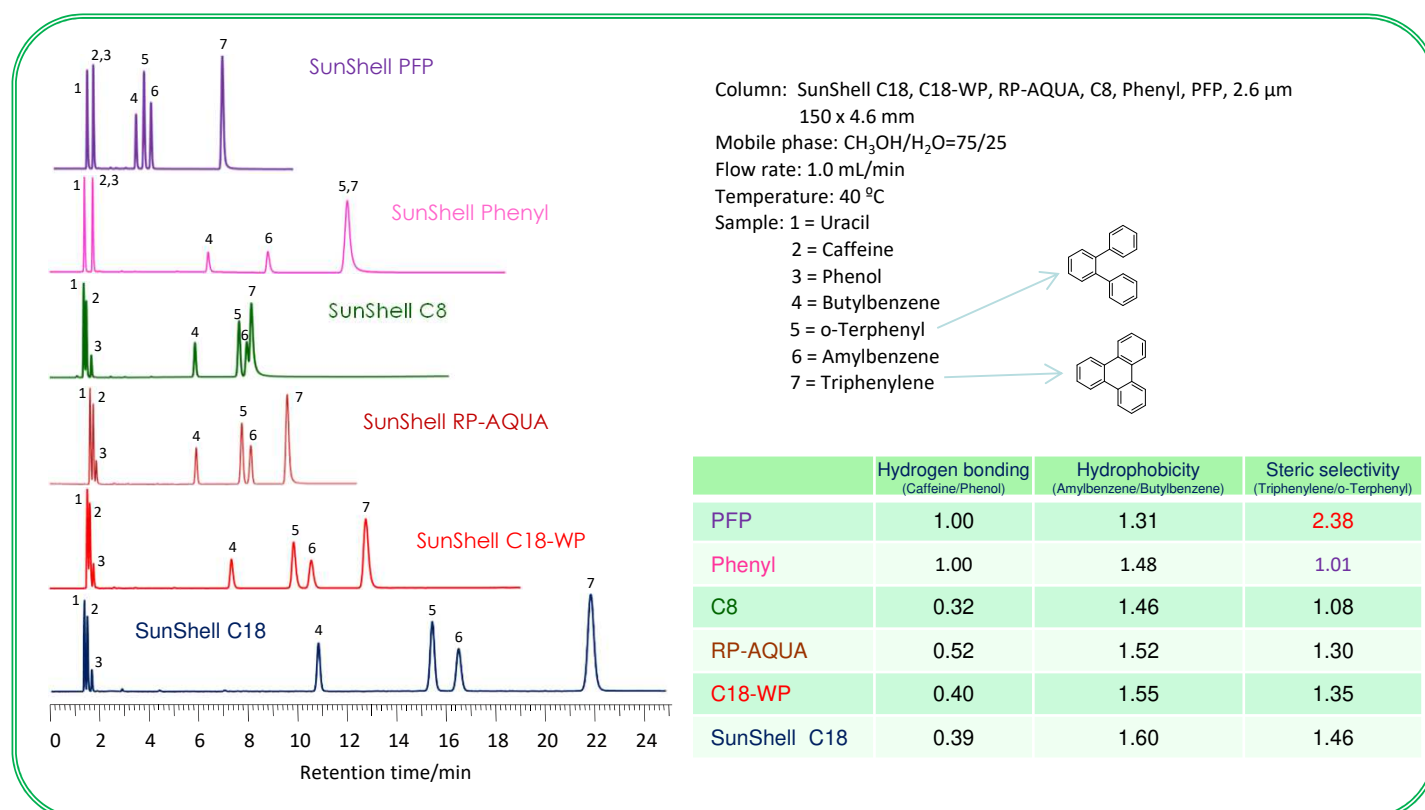 SunShell PFP
1
2,3
4
5
6
7
SunShell Phenyl
1
2,3
4
6
5,7
SunShell C8
1
2
3
4
5
6
7
SunShell RP-AQUA
1
2
3
4
5
6
7
SunShell C18-WP
1
2
3
4
5
6
7
SunShell C18
1
2
3
4
5
6
7
0 2 4 6 8 10 12 14 16 18 20 22 24
Retention time/min
Column: SunShell C18, C18-WP, RP-AQUA, C8, Phenyl, PFP, 2.6 µm
150 x 4.6 mm
Mobile phase: CH₃OH/H₂O=75/25
Flow rate: 1.0 mL/min
Temperature: 40 ºC
Sample: 1 = Uracil
2 = Caffeine
3 = Phenol
4 = Butylbenzene
5 = o-Terphenyl
6 = Amylbenzene
7 = Triphenylene
Hydrogen bonding Hydrophobicity Steric selectivity
(Caffeine/Phenol) (Amylbenzene/Butylbenzene) (Triphenylene/o-Terphenyl)
PFP 1.00 1.31 2.38
Phenyl 1.00 1.48 1.01
C8 0.32 1.46 1.08
RP-AQUA 0.52 1.52 1.30
C18-WP 0.40 1.55 1.35
SunShell C18 0.39 1.60 1.46